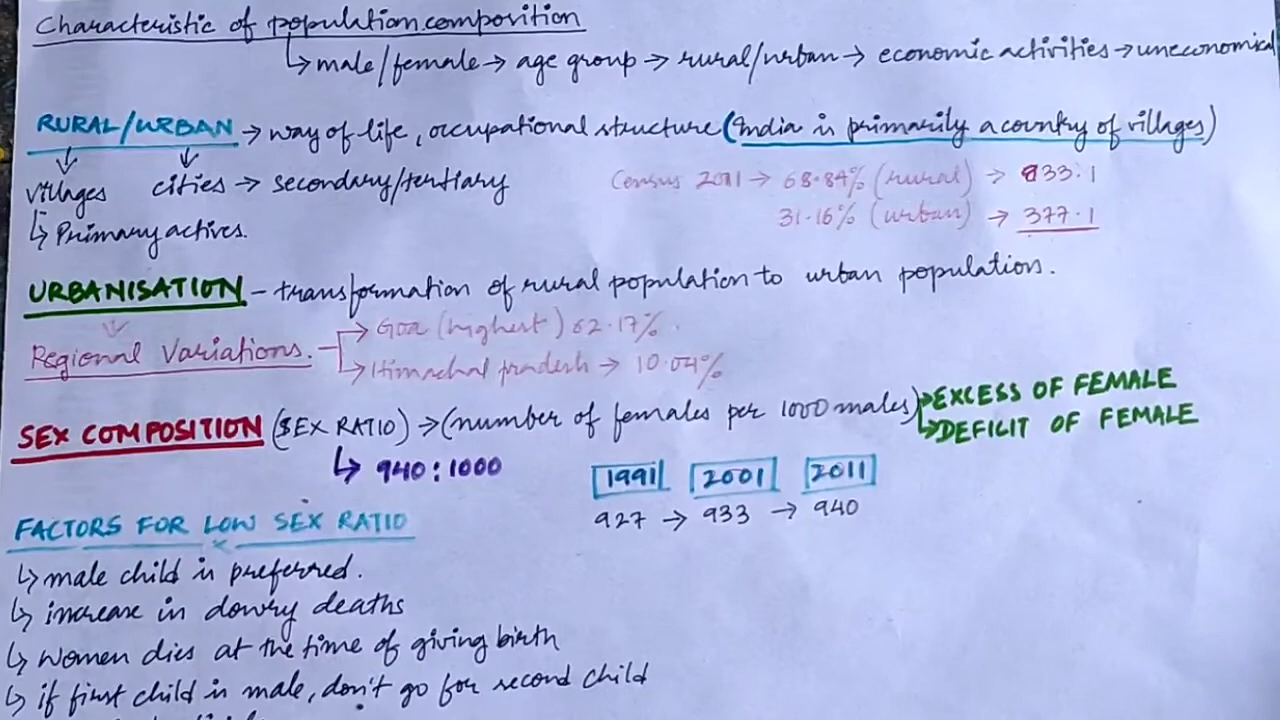 Characteristic of population composition
↳ male/female → age group → rural/urban → economic activities → uneconomical
RURAL/URBAN → way of life, occupational structure (India is primarily a country of villages)
villages cities → secondary/tertiary
↳ Primary actives.
Census 2011 → 68.84% (rural) → 833.1
31.16% (urban) → 377.1
URBANISATION – transformation of rural population to urban population.
Regional Variations.
→ Goa (highest) 62.17%.
→ Himachal pradesh → 10.04%
SEX COMPOSITION (SEX RATIO) → (number of females per 1000 males)
→ EXCESS OF FEMALE
→ DEFICIT OF FEMALE
↳ 940:1000
1991 2001 2011
927 → 933 → 940
FACTORS FOR LOW SEX RATIO
↳ male child is preferred.
↳ increase in dowry deaths
↳ women dies at the time of giving birth
↳ if first child is male, don't go for second child